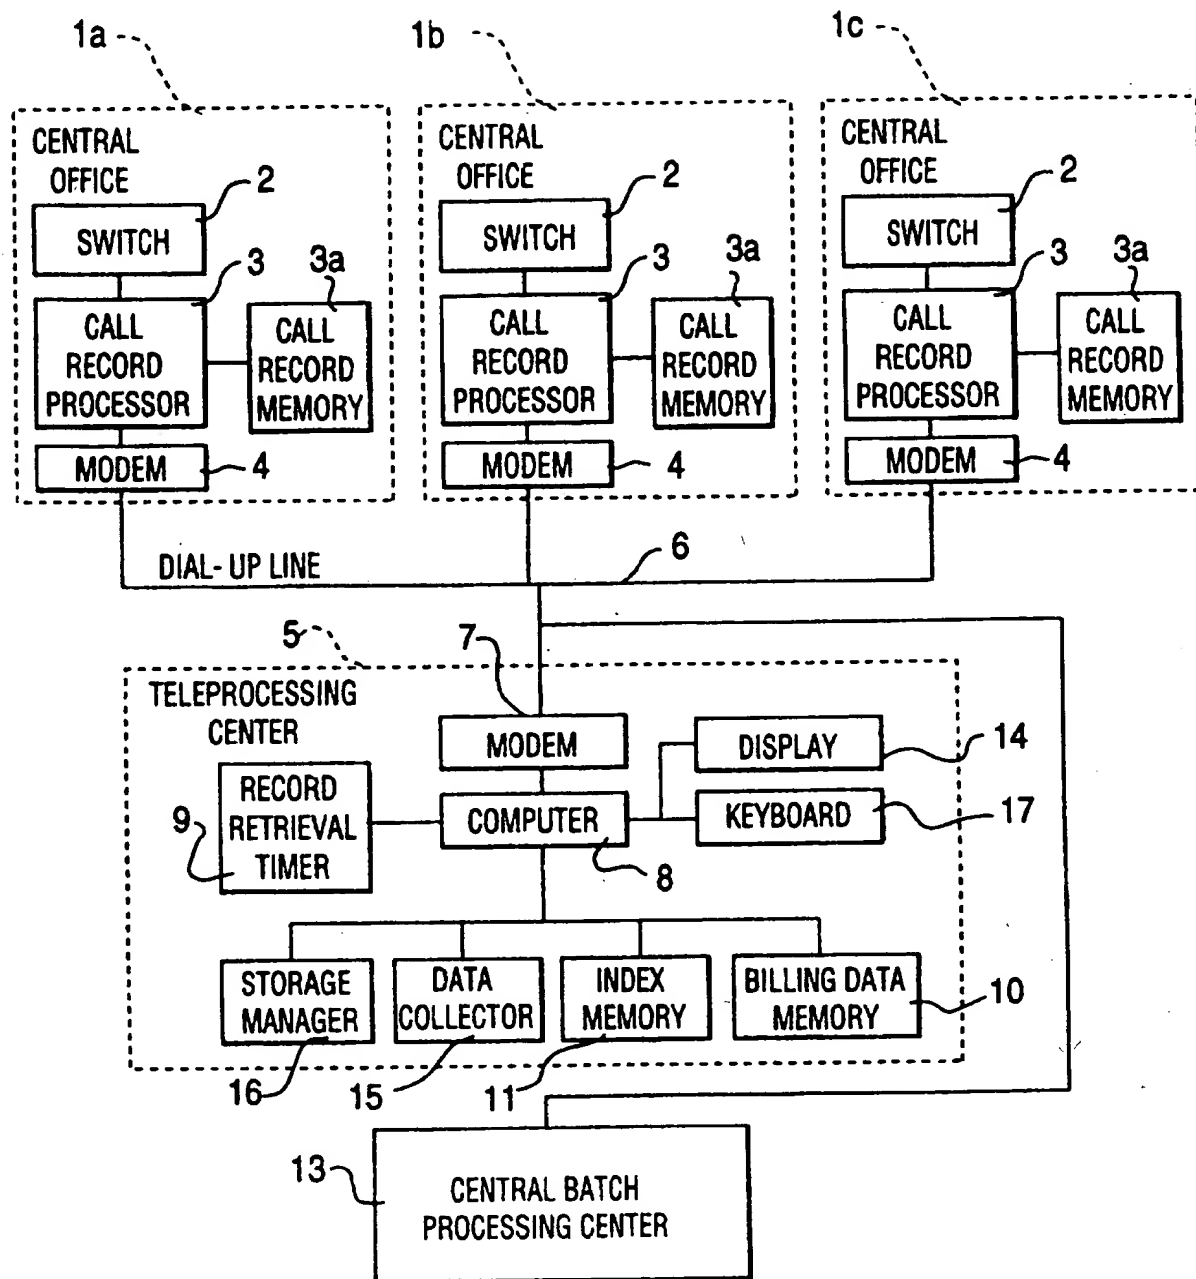 1a
1b
1c
CENTRAL
OFFICE
2
SWITCH
3
3a
CALL
RECORD
PROCESSOR
CALL
RECORD
MEMORY
MODEM
4
CENTRAL
OFFICE
2
SWITCH
3
3a
CALL
RECORD
PROCESSOR
CALL
RECORD
MEMORY
MODEM
4
CENTRAL
OFFICE
2
SWITCH
3
3a
CALL
RECORD
PROCESSOR
CALL
RECORD
MEMORY
MODEM
4
DIAL- UP LINE
6
5
7
TELEPROCESSING
CENTER
MODEM
DISPLAY
14
RECORD
RETRIEVAL
TIMER
9
COMPUTER
8
KEYBOARD
17
STORAGE
MANAGER
16
DATA
COLLECTOR
15
INDEX
MEMORY
11
BILLING DATA
MEMORY
10
13
CENTRAL BATCH
PROCESSING CENTER